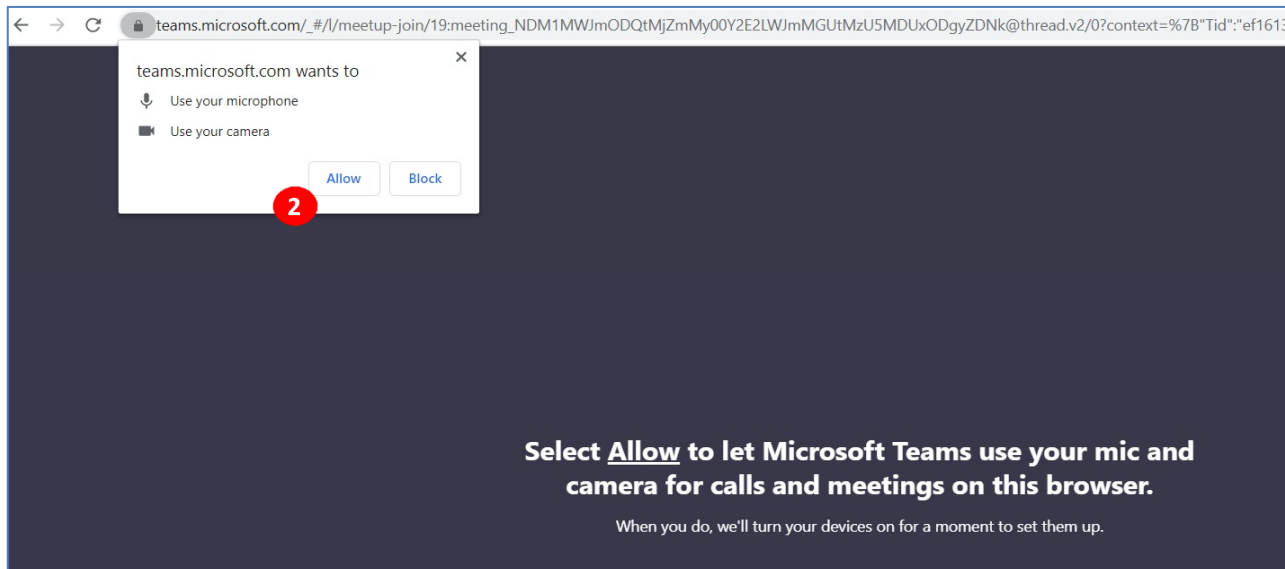 teams.microsoft.com/_#/l/meetup-join/19:meeting_NDM1MWJmODQtMjZmMy00Y2E2LWJmMGUtMzU5MDUxODgyZDNk@thread.v2/0?context=%7B"Tid":"ef1613
teams.microsoft.com wants to
Use your microphone
Use your camera
Allow Block
2
Select Allow to let Microsoft Teams use your mic and
camera for calls and meetings on this browser.
When you do, we'll turn your devices on for a moment to set them up.